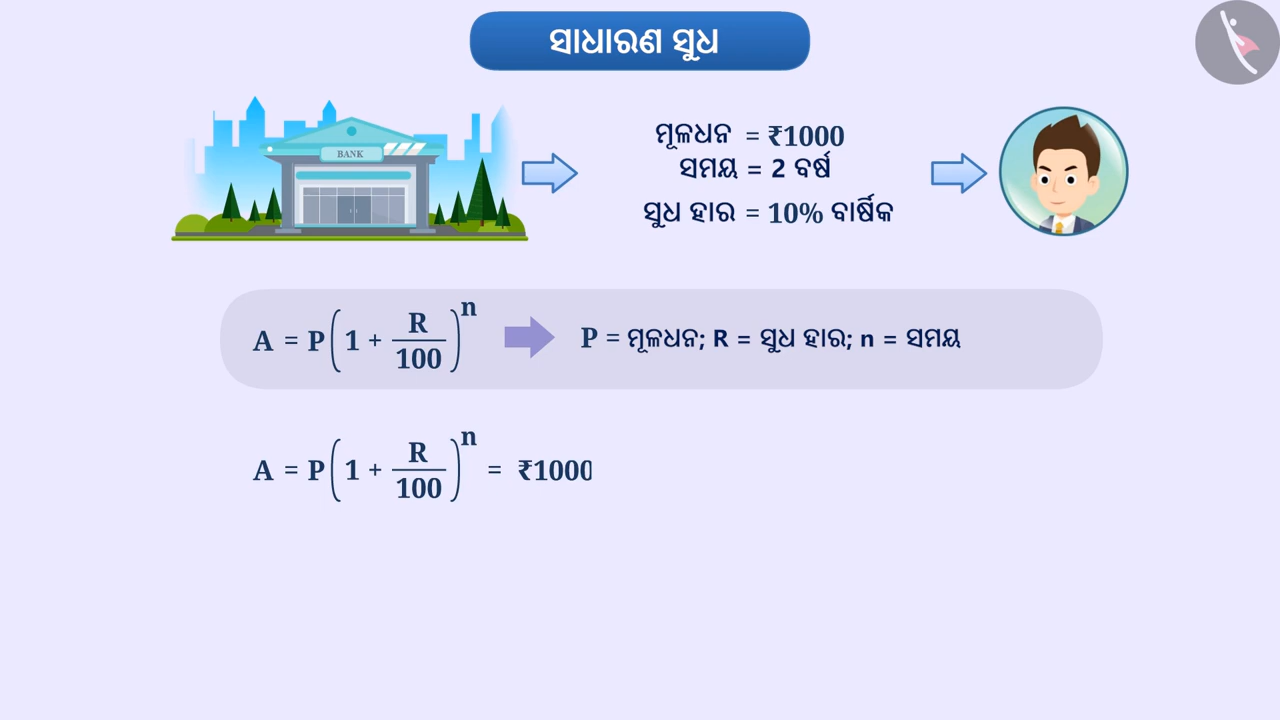 ସାଧାରଣ ସୁଧ
BANK
ମୂଳଧନ = ₹1000
ସମୟ = 2 ବର୍ଷ
ସୁଧ ହାର = 10% ବାର୍ଷିକ
A = P(1 + R/100)^n P = ମୂଳଧନ; R = ସୁଧ ହାର; n = ସମୟ
A = P(1 + R/100)^n = ₹1000